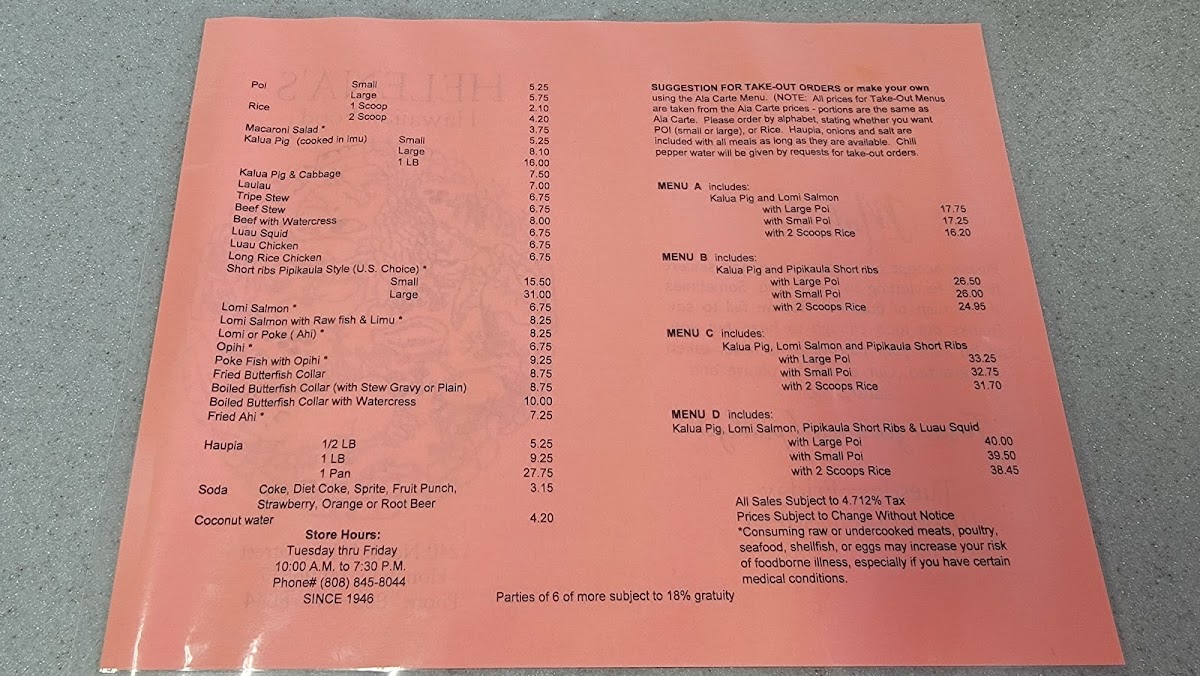 Poi Small 5.25
Large 5.75
Rice 1 Scoop 2.10
2 Scoop 4.20
Macaroni Salad * 3.75
Kalua Pig (cooked in imu) Small 5.25
Large 8.10
1 LB 16.00
Kalua Pig & Cabbage 7.50
Laulau 7.00
Tripe Stew 6.75
Beef Stew 6.75
Beef with Watercress 8.00
Luau Squid 6.75
Luau Chicken 6.75
Long Rice Chicken 6.75
Short ribs Pipikaula Style (U.S. Choice) *
Small 15.50
Large 31.00
Lomi Salmon * 6.75
Lomi Salmon with Raw fish & Limu * 8.25
Lomi or Poke ( Ahi) * 8.25
Opihi * 6.75
Poke Fish with Opihi * 9.25
Fried Butterfish Collar 8.75
Boiled Butterfish Collar (with Stew Gravy or Plain) 8.75
Boiled Butterfish Collar with Watercress 10.00
Fried Ahi * 7.25
Haupia 1/2 LB 5.25
1 LB 9.25
1 Pan 27.75
Soda Coke, Diet Coke, Sprite, Fruit Punch, 3.15
Strawberry, Orange or Root Beer
Coconut water 4.20
Store Hours:
Tuesday thru Friday
10:00 A.M. to 7:30 P.M.
Phone# (808) 845-8044
SINCE 1946
SUGGESTION FOR TAKE-OUT ORDERS or make your own
using the Ala Carte Menu. (NOTE: All prices for Take-Out Menus
are taken from the Ala Carte prices - portions are the same as
Ala Carte. Please order by alphabet, stating whether you want
POI (small or large), or Rice. Haupia, onions and salt are
included with all meals as long as they are available. Chili
pepper water will be given by requests for take-out orders.
MENU A includes:
Kalua Pig and Lomi Salmon
with Large Poi 17.75
with Small Poi 17.25
with 2 Scoops Rice 16.20
MENU B includes:
Kalua Pig and Pipikaula Short ribs
with Large Poi 26.50
with Small Poi 26.00
with 2 Scoops Rice 24.95
MENU C includes:
Kalua Pig, Lomi Salmon and Pipikaula Short Ribs
with Large Poi 33.25
with Small Poi 32.75
with 2 Scoops Rice 31.70
MENU D includes:
Kalua Pig, Lomi Salmon, Pipikaula Short Ribs & Luau Squid
with Large Poi 40.00
with Small Poi 39.50
with 2 Scoops Rice 38.45
All Sales Subject to 4.712% Tax
Prices Subject to Change Without Notice
*Consuming raw or undercooked meats, poultry,
seafood, shellfish, or eggs may increase your risk
of foodborne illness, especially if you have certain
medical conditions.
Parties of 6 of more subject to 18% gratuity